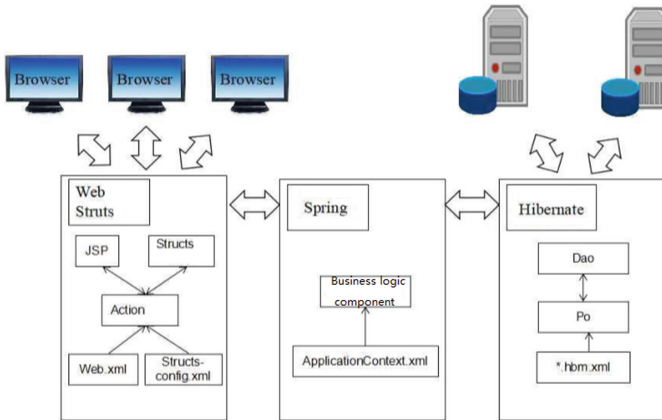 Browser
Browser
Browser
Web
Struts
Spring
Hibernate
JSP
Structs
Action
Web.xml
Structs-
config.xml
Business logic
component
ApplicationContext.xml
Dao
Po
*.hbm.xml